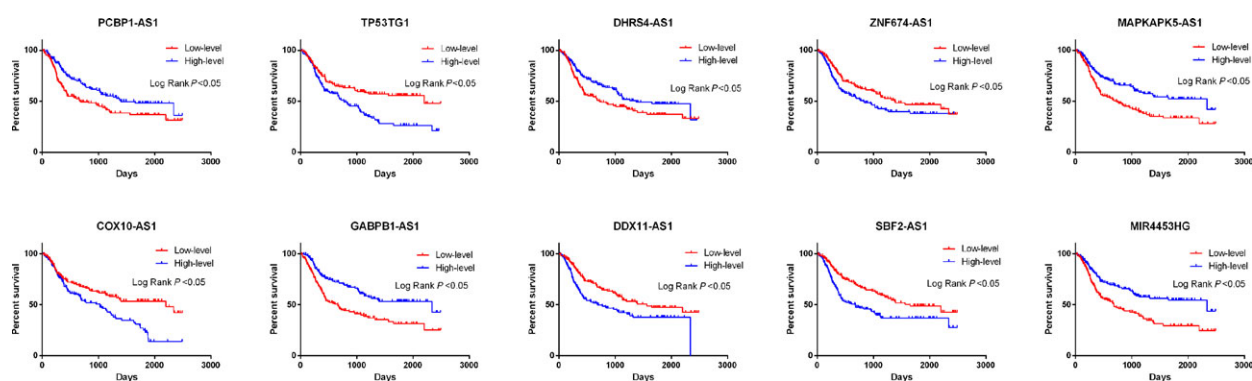 PCBP1-AS1
Percent survival
100
50
0
0 1000 2000 3000
Days
Low-level
High-level
Log Rank P<0.05
TP53TG1
Percent survival
100
50
0
0 1000 2000 3000
Days
Low-level
High-level
Log Rank P<0.05
DHRS4-AS1
Percent survival
100
50
0
0 1000 2000 3000
Days
Low-level
High-level
Log Rank P<0.05
ZNF674-AS1
Percent survival
100
50
0
0 1000 2000 3000
Days
Low-level
High-level
Log Rank P<0.05
MAPKAPK5-AS1
Percent survival
100
50
0
0 1000 2000 3000
Days
Low-level
High-level
Log Rank P<0.05
COX10-AS1
Percent survival
100
50
0
0 1000 2000 3000
Days
Low-level
High-level
Log Rank P<0.05
GABPB1-AS1
Percent survival
100
50
0
0 1000 2000 3000
Days
Low-level
High-level
Log Rank P<0.05
DDX11-AS1
Percent survival
100
50
0
0 1000 2000 3000
Days
Low-level
High-level
Log Rank P<0.05
SBF2-AS1
Percent survival
100
50
0
0 1000 2000 3000
Days
Low-level
High-level
Log Rank P<0.05
MIR4453HG
Percent survival
100
50
0
0 1000 2000 3000
Days
Low-level
High-level
Log Rank P<0.05